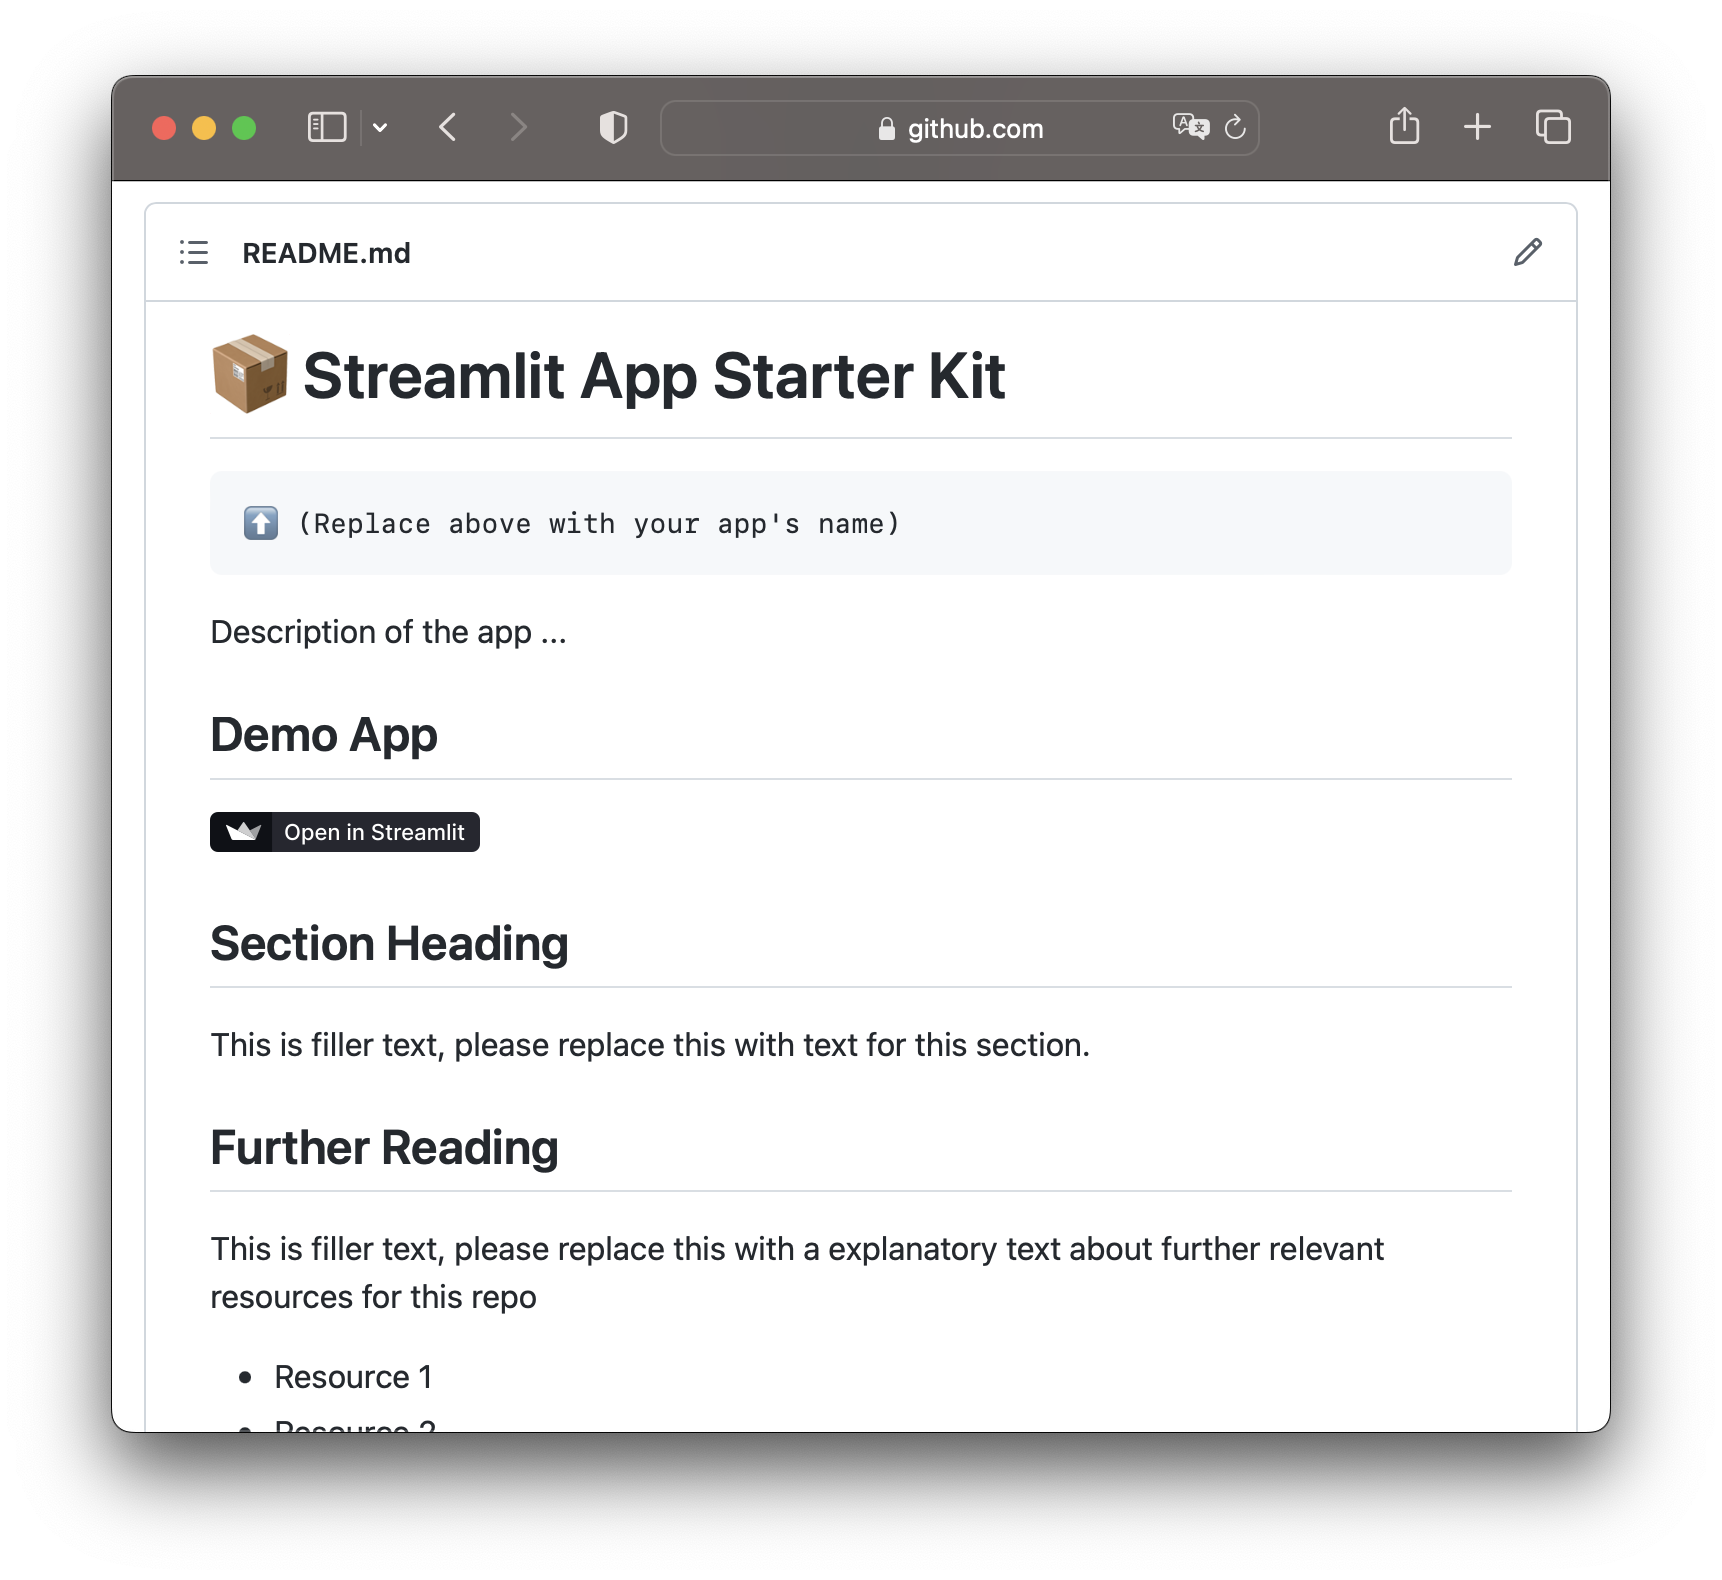 github.com
README.md
📦 Streamlit App Starter Kit
⬆️ (Replace above with your app's name)
Description of the app ...
Demo App
Open in Streamlit
Section Heading
This is filler text, please replace this with text for this section.
Further Reading
This is filler text, please replace this with a explanatory text about further relevant
resources for this repo
• Resource 1
• Resource 2